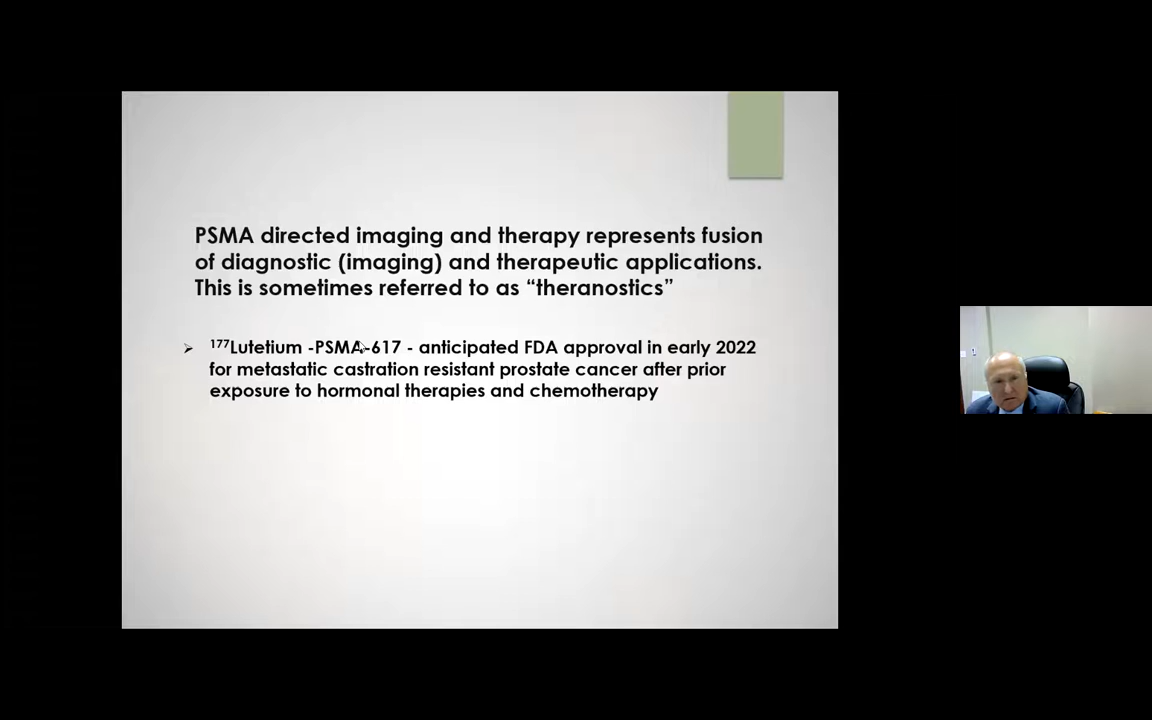 PSMA directed imaging and therapy represents fusion
of diagnostic (imaging) and therapeutic applications.
This is sometimes referred to as “theranostics”
➢ ¹⁷⁷Lutetium -PSMA-617 - anticipated FDA approval in early 2022
for metastatic castration resistant prostate cancer after prior
exposure to hormonal therapies and chemotherapy